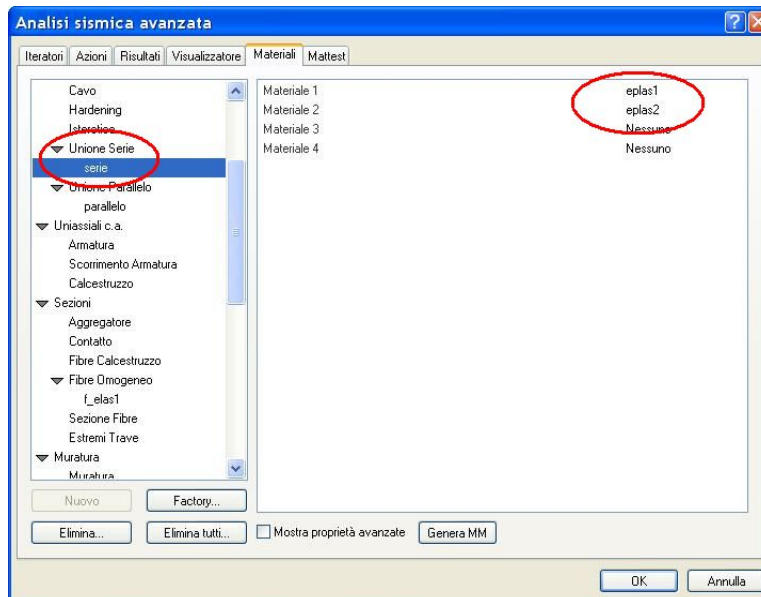 Analisi sismica avanzata
Iteratori Azioni Risultati Visualizzatore Materiali Mattest
Cavo
Hardening
Isteretico
Unione Serie
serie
Unione Parallelo
parallelo
Uniassiali c.a.
Armatura
Scorrimento Armatura
Calcestruzzo
Sezioni
Aggregatore
Contatto
Fibre Calcestruzzo
Fibre Omogeneo
f_elas1
Sezione Fibre
Estremi Trave
Muratura
Muratura
Materiale 1 eplas1
Materiale 2 eplas2
Materiale 3 Nessuno
Materiale 4 Nessuno
Nuovo Factory...
Elimina... Elimina tutti... Mostra proprietà avanzate Genera MM
OK Annulla